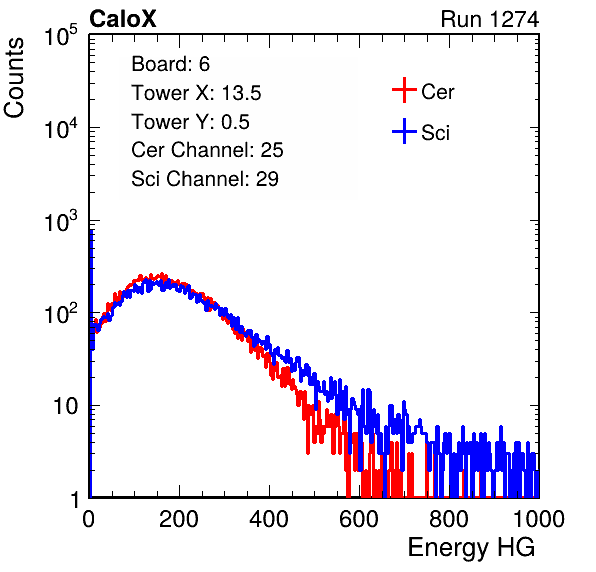 CaloX Run 1274
Counts
10^5
10^4
10^3
10^2
10
1
Board: 6
Tower X: 13.5
Tower Y: 0.5
Cer Channel: 25
Sci Channel: 29
Cer
Sci
0 200 400 600 800 1000
Energy HG